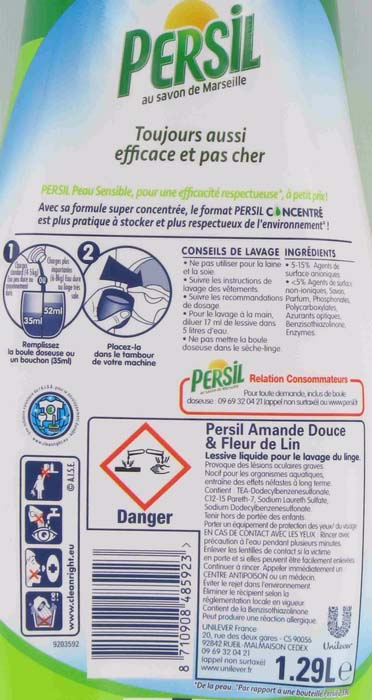 PERSIL
au savon de Marseille
Toujours aussi
efficace et pas cher
PERSIL Peau Sensible, pour une efficacité respectueuse*, à petit prix!
Avec sa formule super concentrée, le format PERSIL CONCENTRÉ
est plus pratique à stocker et plus respectueux de l'environnement*!
1
Charges
standard (4-5kg)
ou peu dure ou
35ml
OU
Charges plus
importantes
(6-8kg) Eau dure
ou linge très
sale
52ml
Remplissez
la boule doseuse ou
un bouchon (35ml)
2
Placez-la
dans le tambour
de votre machine
CONSEILS DE LAVAGE
• Ne pas utiliser pour la laine
et la soie.
• Suivre les instructions de
lavage des vêtements.
• Suivre les recommandations
de dosage.
• Pour le lavage à la main,
diluer 17 ml de lessive dans
5 litres d'eau.
• Ne pas mettre la boule
doseuse dans le sèche-linge.
INGRÉDIENTS
• 5-15% Agents de
surface anioniques
• <5% Agents de surface
non-ioniques, Savon,
Parfum, Phosphonates,
Polycarboxylates,
Azurants optiques,
Benzisothiazolinone,
Enzymes.
PERSIL
au savon de Marseille
Relation Consommateurs
Pour toute demande, inclus de boule
doseuse : 09 69 32 04 21 (appel non surtaxé) ou www.persil.fr
www.cleanright.eu
© A.I.S.E.
www.cleanright.eu
9203592
Danger
8 710908 485923 >
Persil Amande Douce
& Fleur de Lin
Lessive liquide pour le lavage du linge.
Provoque des lésions oculaires graves.
Nocif pour les organismes aquatiques,
entraîne des effets néfastes à long terme.
Contient : TEA-Dodecylbenzenesulfonate,
C12-15 Pareth-7, Sodium Laureth Sulfate,
Sodium Dodecylbenzenesulfonate.
Tenir hors de portée des enfants.
Porter un équipement de protection des yeux/ du visage
EN CAS DE CONTACT AVEC LES YEUX : Rincer avec
précaution à l'eau pendant plusieurs minutes.
Enlever les lentilles de contact si la victime
en porte et si elles peuvent être facilement enlevées.
Continuer à rincer. Appeler immédiatement un
CENTRE ANTIPOISON ou un médecin.
Éviter le rejet dans l'environnement.
Éliminer le récipient selon la
réglementation locale en vigueur.
Contient de la Benzisothiazolinone.
Peut produire une réaction allergique.
UNILEVER France
20, rue des deux gares - CS 90056
92842 RUEIL-MALMAISON CEDEX
09 69 32 04 21
(appel non surtaxé)
www.unilever.fr
Unilever
1.29L e
*De la peau. **Par rapport à une bouteille Persil